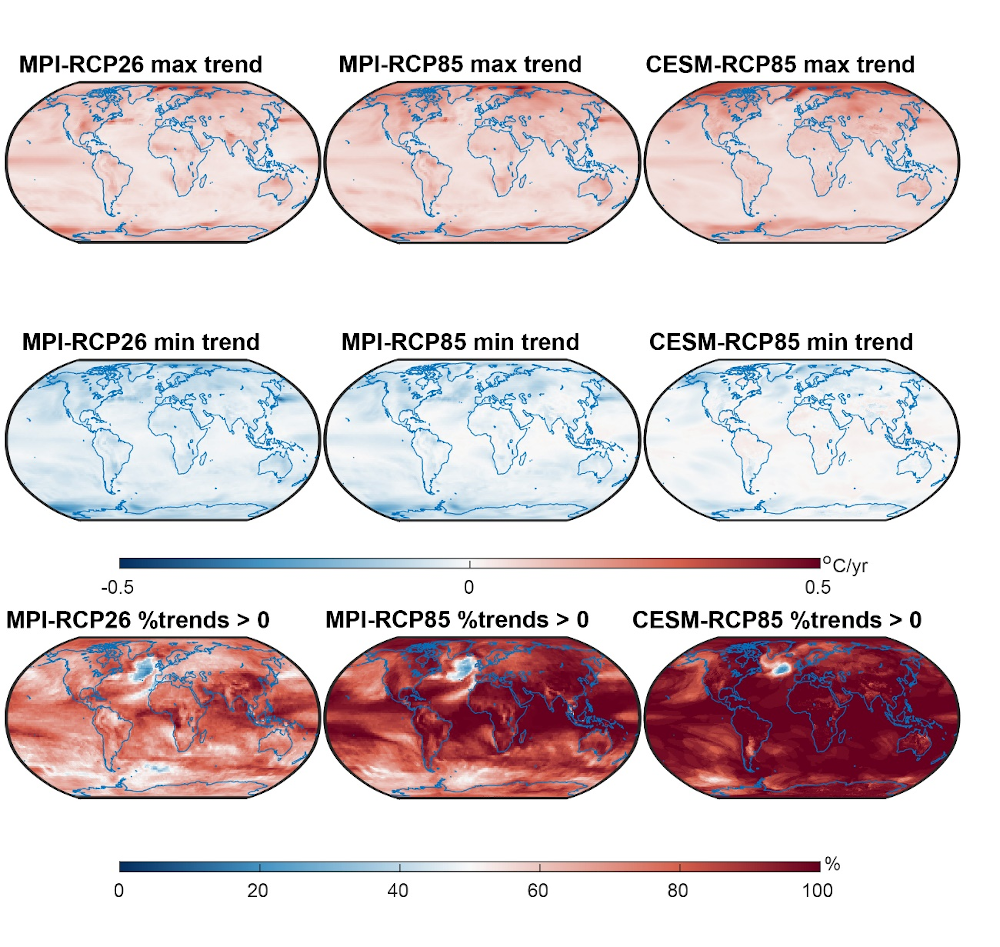 MPI-RCP26 max trend MPI-RCP85 max trend CESM-RCP85 max trend
MPI-RCP26 min trend MPI-RCP85 min trend CESM-RCP85 min trend
°C/yr
-0.5 0 0.5
MPI-RCP26 %trends > 0 MPI-RCP85 %trends > 0 CESM-RCP85 %trends > 0
%
0 20 40 60 80 100